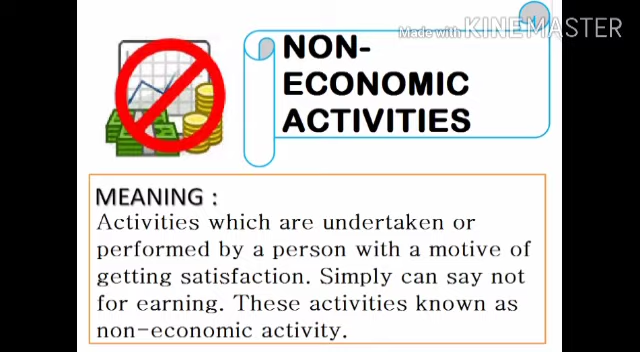 Made with KINEMASTER
NON-
ECONOMIC
ACTIVITIES
MEANING :
Activities which are undertaken or
performed by a person with a motive of
getting satisfaction. Simply can say not
for earning. These activities known as
non-economic activity.